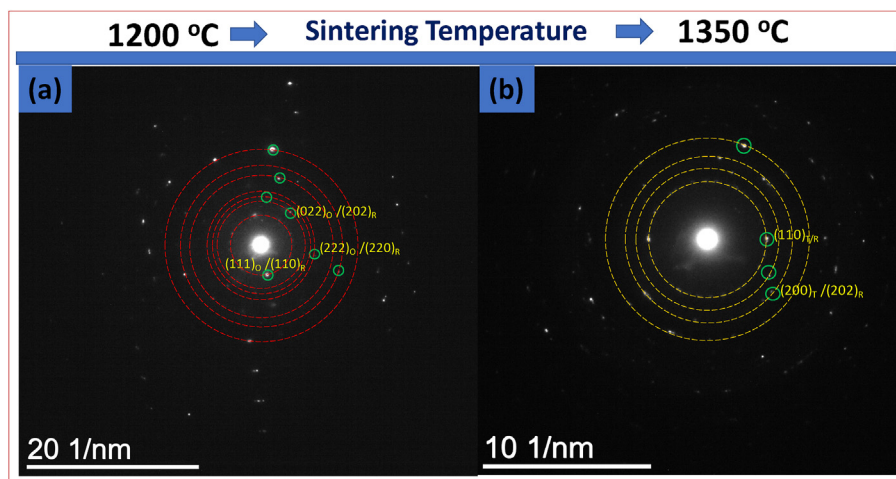 1200 °C Sintering Temperature 1350 °C
(a)
(b)
(022)O /(202)R
(222)O /(220)R
(111)O /(110)R
(110)T/R
(200)T /(202)R
20 1/nm
10 1/nm